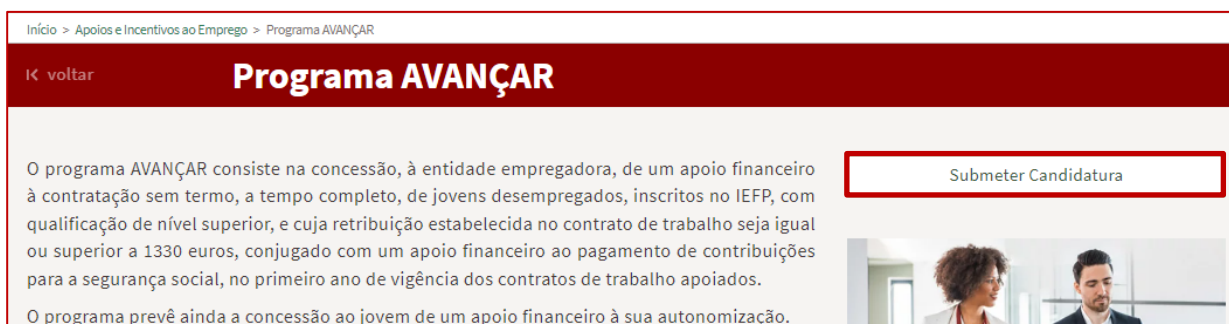 Início > Apoios e Incentivos ao Emprego > Programa AVANÇAR
voltar
Programa AVANÇAR
O programa AVANÇAR consiste na concessão, à entidade empregadora, de um apoio financeiro
à contratação sem termo, a tempo completo, de jovens desempregados, inscritos no IEFP, com
qualificação de nível superior, e cuja retribuição estabelecida no contrato de trabalho seja igual
ou superior a 1330 euros, conjugado com um apoio financeiro ao pagamento de contribuições
para a segurança social, no primeiro ano de vigência dos contratos de trabalho apoiados.
O programa prevê ainda a concessão ao jovem de um apoio financeiro à sua autonomização.
Submeter Candidatura